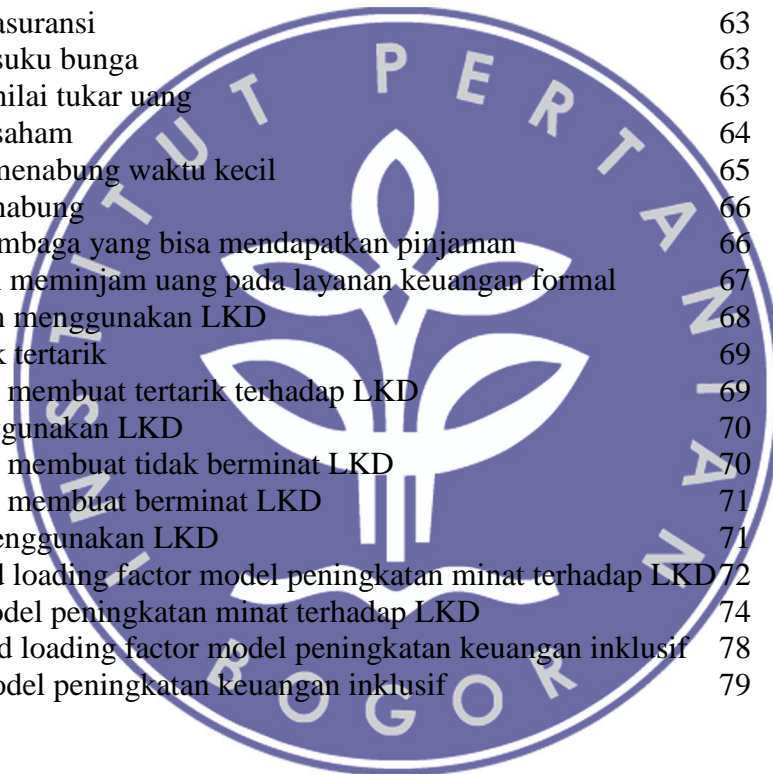 asuransi 63
suku bunga 63
nilai tukar uang 63
saham 64
menabung waktu kecil 65
nabung 66
mbaga yang bisa mendapatkan pinjaman 66
meminjam uang pada layanan keuangan formal 67
n menggunakan LKD 68
k tertarik 69
membuat tertarik terhadap LKD 69
ggunakan LKD 70
membuat tidak berminat LKD 70
membuat berminat LKD 71
enggunakan LKD 71
d loading factor model peningkatan minat terhadap LKD 72
odel peningkatan minat terhadap LKD 74
d loading factor model peningkatan keuangan inklusif 78
odel peningkatan keuangan inklusif 79
INSTITUT PERTANIAN
BOGOR